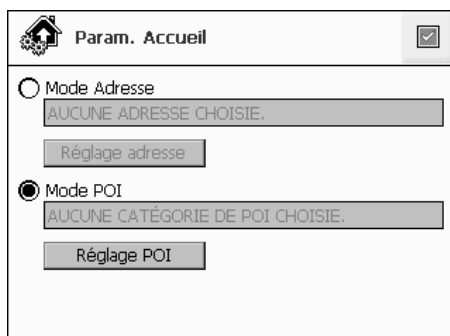 Param. Accueil
Mode Adresse
AUCUNE ADRESSE CHOISIE.
Réglage adresse
Mode POI
AUCUNE CATÉGORIE DE POI CHOISIE.
Réglage POI